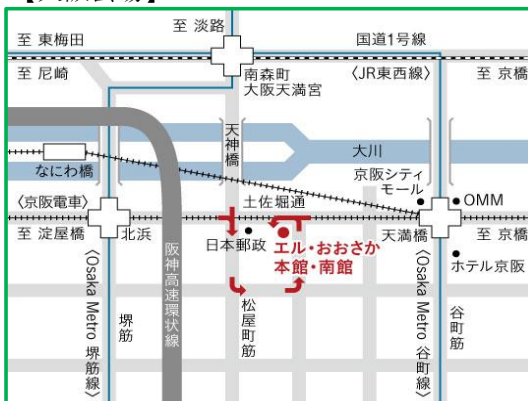 至 淡路
至 東梅田
国道1号線
至 尼崎
南森町
大阪天満宮
〈JR東西線〉
至 京橋
天神橋
大川
なにわ橋
京阪シティ
モール
OMM
〈京阪電車〉
土佐堀通
天満橋
至 淀屋橋
北浜
日本郵政
エル・おおさか
本館・南館
至 京橋
ホテル京阪
阪神高速環状線
〈Osaka Metro 堺筋線〉
堺筋
松屋町筋
〈Osaka Metro 谷町線〉
谷町筋